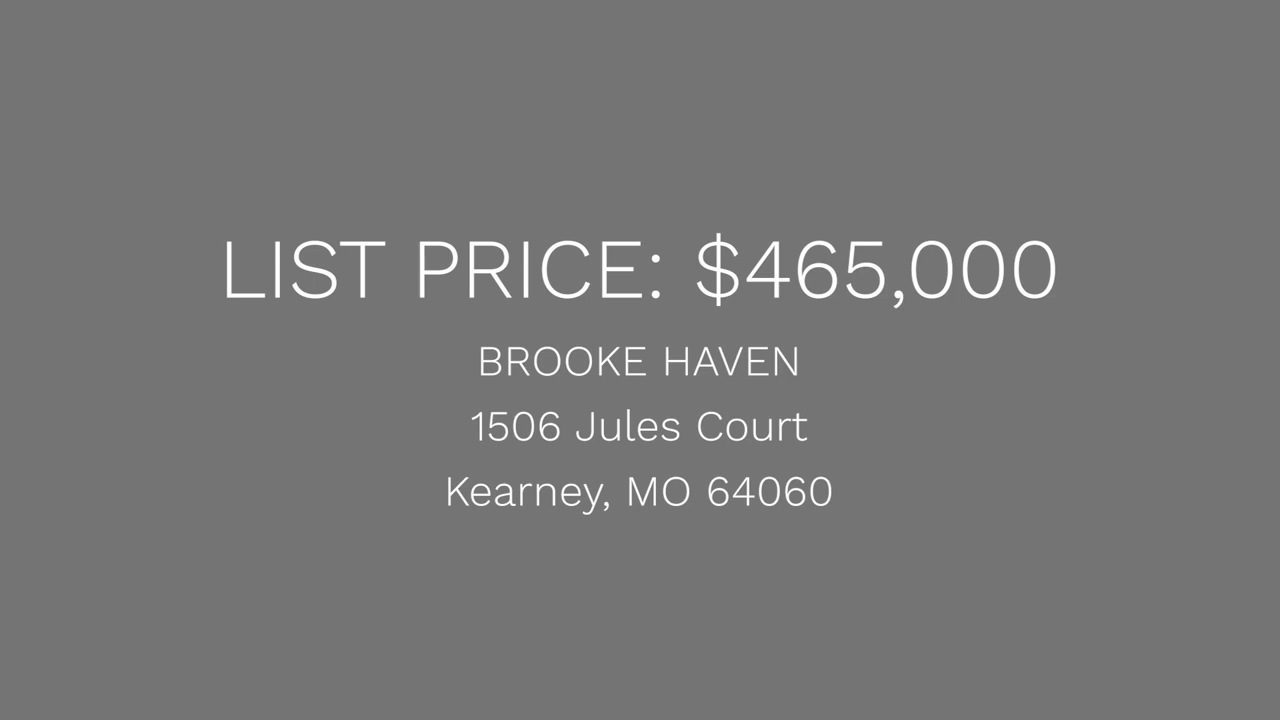 LIST PRICE: $465,000
BROOKE HAVEN
1506 Jules Court
Kearney, MO 64060